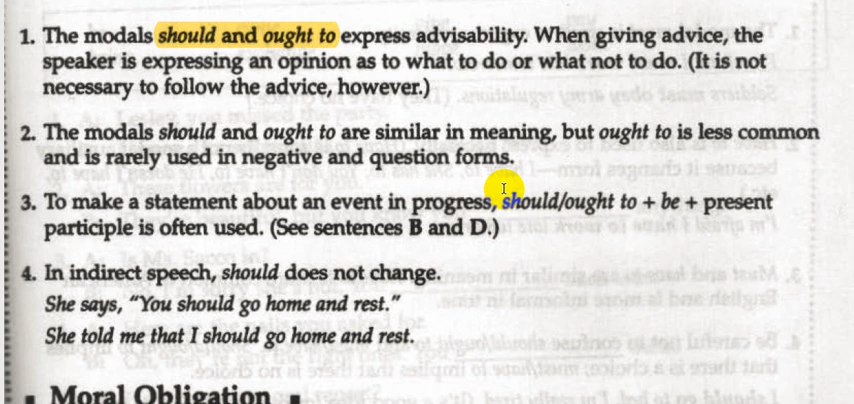 1. The modals should and ought to express advisability. When giving advice, the
speaker is expressing an opinion as to what to do or what not to do. (It is not
necessary to follow the advice, however.)
2. The modals should and ought to are similar in meaning, but ought to is less common
and is rarely used in negative and question forms.
3. To make a statement about an event in progress, should/ought to + be + present
participle is often used. (See sentences B and D.)
4. In indirect speech, should does not change.
She says, "You should go home and rest."
She told me that I should go home and rest.
■ Moral Obligation ■